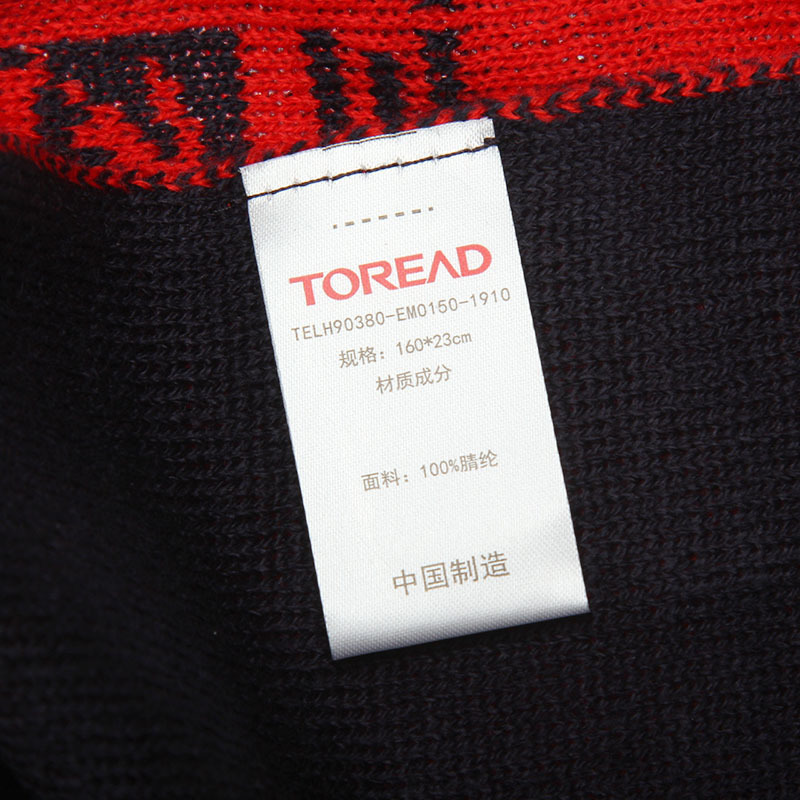 TOREAD
TELH90380-EM0150-1910
规格：160*23cm
材质成分
面料：100%腈纶
中国制造